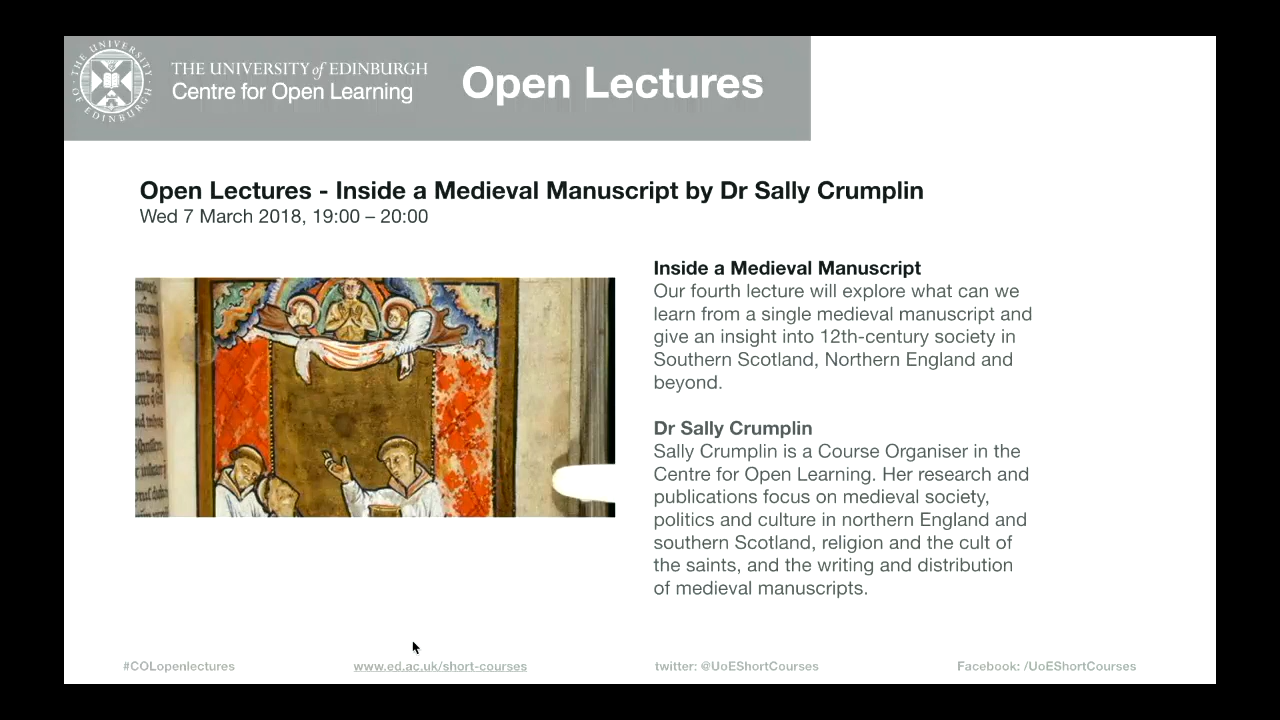 THE UNIVERSITY OF EDINBURGH
THE UNIVERSITY of EDINBURGH
Centre for Open Learning
Open Lectures
Open Lectures - Inside a Medieval Manuscript by Dr Sally Crumplin
Wed 7 March 2018, 19:00 – 20:00
Inside a Medieval Manuscript
Our fourth lecture will explore what can we
learn from a single medieval manuscript and
give an insight into 12th-century society in
Southern Scotland, Northern England and
beyond.
Dr Sally Crumplin
Sally Crumplin is a Course Organiser in the
Centre for Open Learning. Her research and
publications focus on medieval society,
politics and culture in northern England and
southern Scotland, religion and the cult of
the saints, and the writing and distribution
of medieval manuscripts.
#COLopenlectures
www.ed.ac.uk/short-courses
twitter: @UoEShortCourses
Facebook: /UoEShortCourses